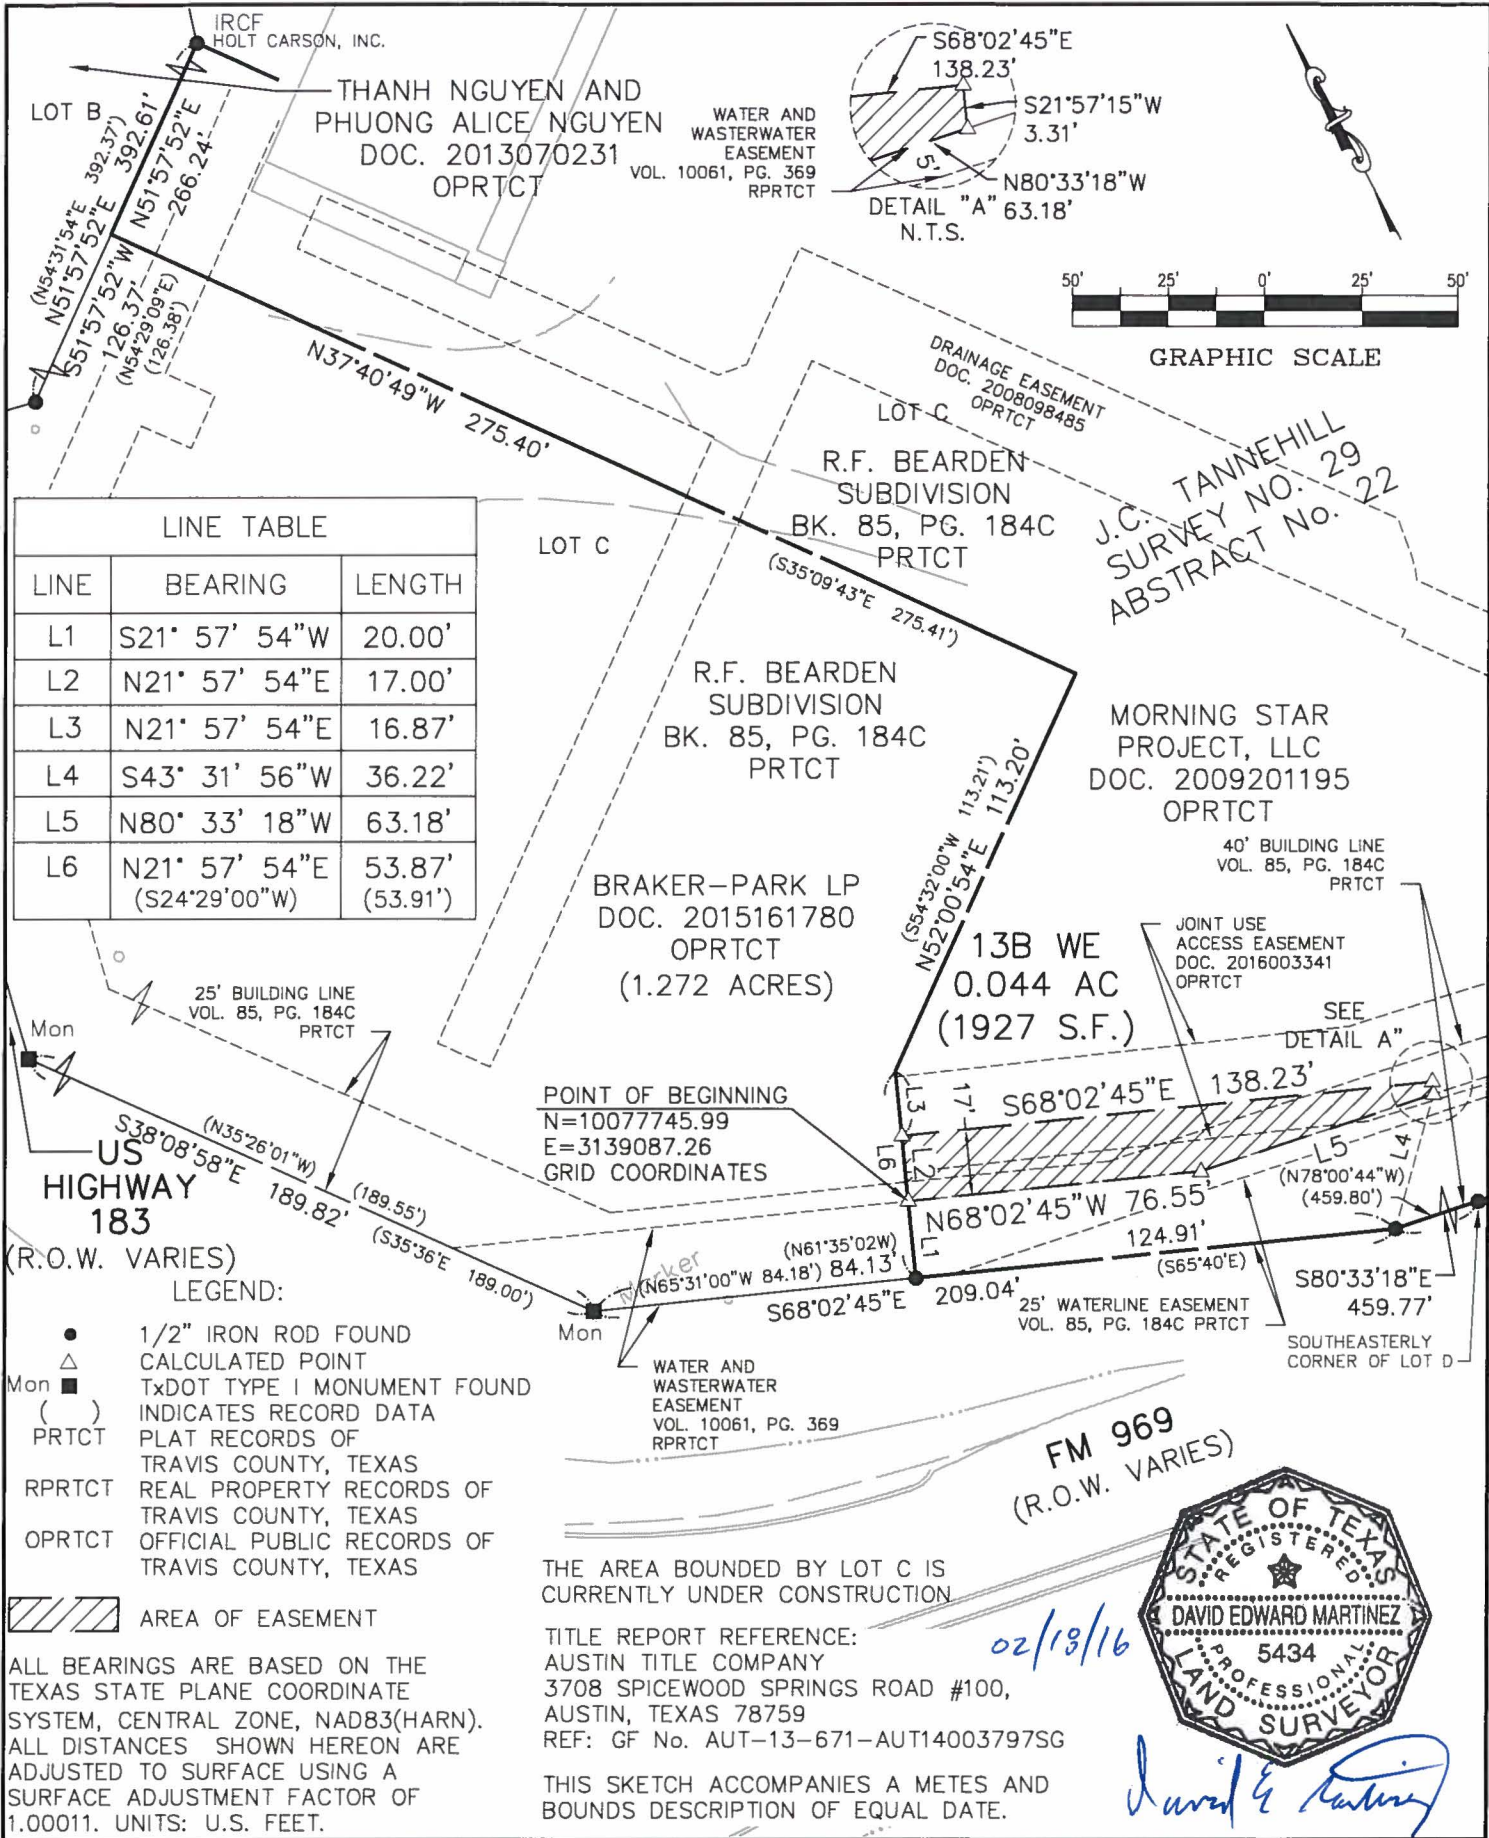 IRCF
HOLT CARSON, INC.
LOT B
THANH NGUYEN AND
PHUONG ALICE NGUYEN
DOC. 2013070231
OPRTCT
(N54°31'54"E 392.37')
N51°57'52"E 392.61'
N51°57'52"E
266.24'
S51°57'52"W
126.37'
(N54°29'09"E)
(126.38')
WATER AND
WASTERWATER
EASEMENT
VOL. 10061, PG. 369
RPRTCT
S68°02'45"E
138.23'
S21°57'15"W
3.31'
5'
N80°33'18"W
63.18'
DETAIL "A"
N.T.S.
50' 25' 0' 25' 50'
GRAPHIC SCALE
N37°40'49"W 275.40'
(S35°09'43"E 275.41')
DRAINAGE EASEMENT
DOC. 2008098485
OPRTCT
LOT C
R.F. BEARDEN
SUBDIVISION
BK. 85, PG. 184C
PRTCT
J.C. TANNEHILL
SURVEY NO. 29
ABSTRACT No. 22
LINE TABLE
LINE BEARING LENGTH
L1 S21° 57' 54"W 20.00'
L2 N21° 57' 54"E 17.00'
L3 N21° 57' 54"E 16.87'
L4 S43° 31' 56"W 36.22'
L5 N80° 33' 18"W 63.18'
L6 N21° 57' 54"E 53.87'
(S24°29'00"W) (53.91')
LOT C
R.F. BEARDEN
SUBDIVISION
BK. 85, PG. 184C
PRTCT
MORNING STAR
PROJECT, LLC
DOC. 2009201195
OPRTCT
(S54°32'00"W 113.21')
N52°00'54"E 113.20'
40' BUILDING LINE
VOL. 85, PG. 184C
PRTCT
BRAKER-PARK LP
DOC. 2015161780
OPRTCT
(1.272 ACRES)
13B WE
0.044 AC
(1927 S.F.)
JOINT USE
ACCESS EASEMENT
DOC. 2016003341
OPRTCT
SEE
DETAIL A"
25' BUILDING LINE
VOL. 85, PG. 184C
PRTCT
Mon
POINT OF BEGINNING
N=10077745.99
E=3139087.26
GRID COORDINATES
L3
17'
S68°02'45"E 138.23'
L6
L2
L5
L4
N68°02'45"W 76.55'
(N78°00'44"W)
(459.80')
L1
124.91'
(S65°40'E)
S80°33'18"E
459.77'
US
HIGHWAY
183
(R.O.W. VARIES)
(N35°26'01"W) (189.55')
S38°08'58"E 189.82'
(S35°36'E 189.00')
Marker
(N61°35'02W)
(N65°31'00"W 84.18') 84.13'
S68°02'45"E 209.04'
Mon
25' WATERLINE EASEMENT
VOL. 85, PG. 184C PRTCT
SOUTHEASTERLY
CORNER OF LOT D
WATER AND
WASTERWATER
EASEMENT
VOL. 10061, PG. 369
RPRTCT
FM 969
(R.O.W. VARIES)
LEGEND:
1/2" IRON ROD FOUND
CALCULATED POINT
Mon TxDOT TYPE I MONUMENT FOUND
( ) INDICATES RECORD DATA
PRTCT PLAT RECORDS OF
TRAVIS COUNTY, TEXAS
RPRTCT REAL PROPERTY RECORDS OF
TRAVIS COUNTY, TEXAS
OPRTCT OFFICIAL PUBLIC RECORDS OF
TRAVIS COUNTY, TEXAS
AREA OF EASEMENT
ALL BEARINGS ARE BASED ON THE
TEXAS STATE PLANE COORDINATE
SYSTEM, CENTRAL ZONE, NAD83(HARN).
ALL DISTANCES SHOWN HEREON ARE
ADJUSTED TO SURFACE USING A
SURFACE ADJUSTMENT FACTOR OF
1.00011. UNITS: U.S. FEET.
THE AREA BOUNDED BY LOT C IS
CURRENTLY UNDER CONSTRUCTION
TITLE REPORT REFERENCE:
AUSTIN TITLE COMPANY
3708 SPICEWOOD SPRINGS ROAD #100,
AUSTIN, TEXAS 78759
REF: GF No. AUT-13-671-AUT14003797SG
THIS SKETCH ACCOMPANIES A METES AND
BOUNDS DESCRIPTION OF EQUAL DATE.
02/18/16
STATE OF TEXAS
REGISTERED
DAVID EDWARD MARTINEZ
5434
PROFESSIONAL
LAND SURVEYOR
David E Martinez